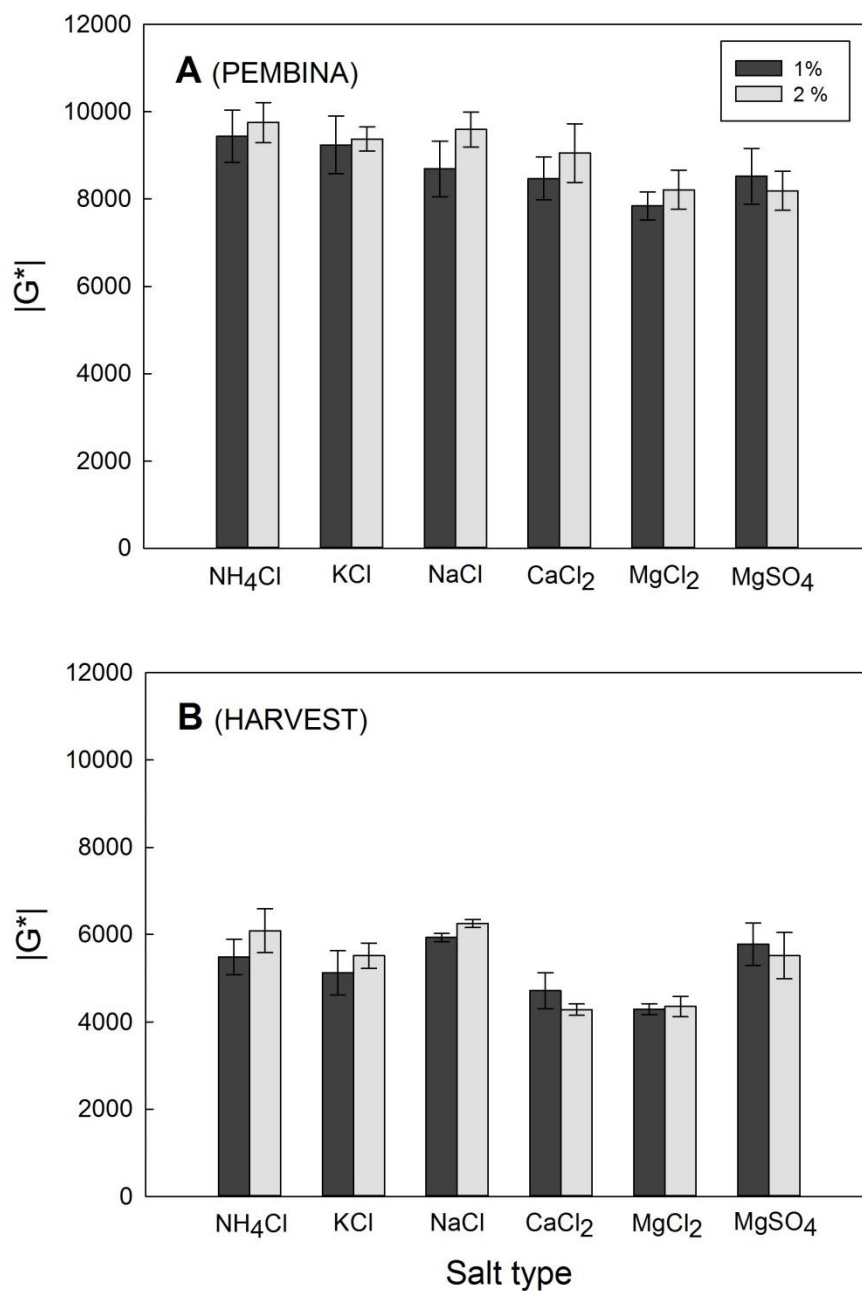 12000
A (PEMBINA)
1%
2 %
10000
8000
|G*|
6000
4000
2000
0
NH₄Cl KCl NaCl CaCl₂ MgCl₂ MgSO₄
12000
B (HARVEST)
10000
8000
|G*|
6000
4000
2000
0
NH₄Cl KCl NaCl CaCl₂ MgCl₂ MgSO₄
Salt type